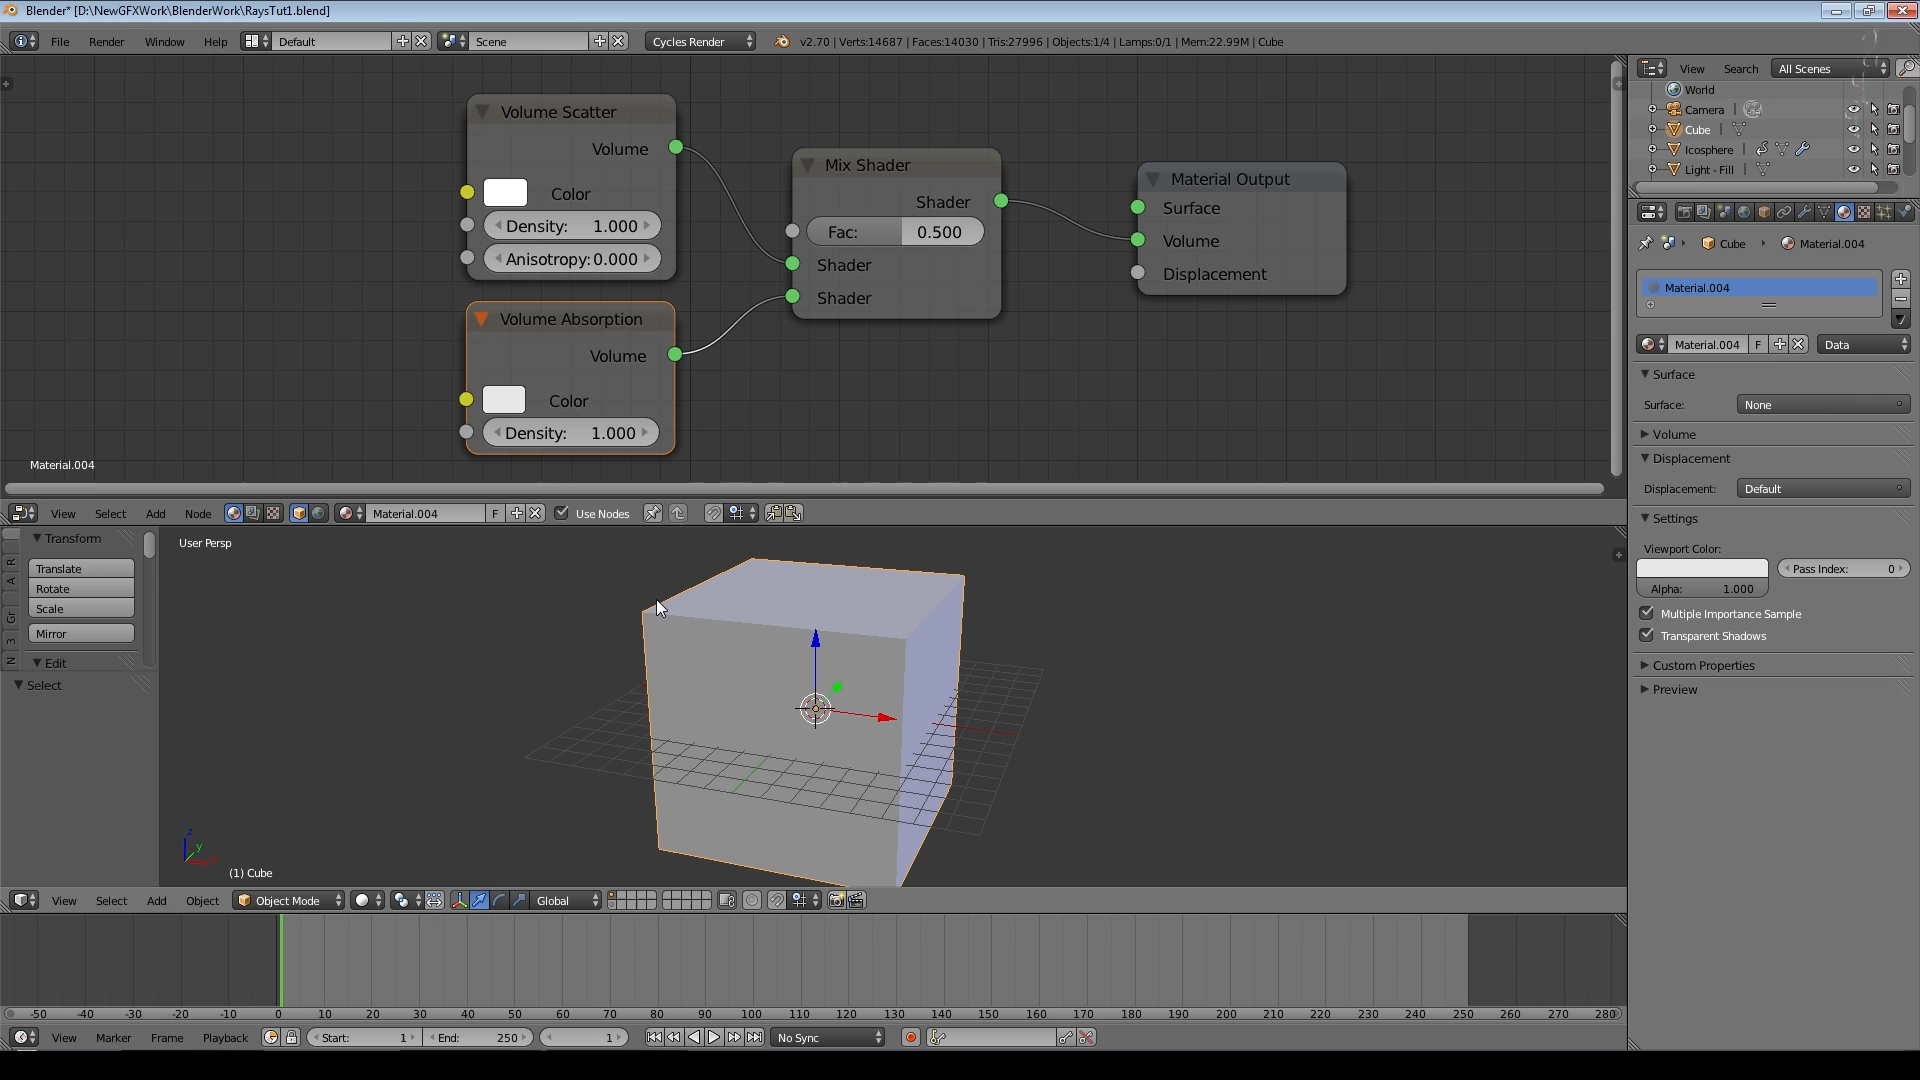 Blender* [D:\NewGFXWork\BlenderWork\RaysTut1.blend]
File Render Window Help Default Scene Cycles Render v2.70 | Verts:14687 | Faces:14030 | Tris:27996 | Objects:1/4 | Lamps:0/1 | Mem:22.99M | Cube
Volume Scatter
Volume
Color
Density: 1.000
Anisotropy: 0.000
Volume Absorption
Volume
Color
Density: 1.000
Mix Shader
Shader
Fac: 0.500
Shader
Shader
Material Output
Surface
Volume
Displacement
Material.004
View Select Add Node Material.004 F Use Nodes
Transform
Translate
Rotate
Scale
Mirror
Edit
Select
R
A
Gr
3
N
User Persp
z
y
x
(1) Cube
View Select Add Object Object Mode Global
-50 -40 -30 -20 -10 0 10 20 30 40 50 60 70 80 90 100 110 120 130 140 150 160 170 180 190 200 210 220 230 240 250 260 270 280
View Marker Frame Playback Start: 1 End: 250 1 No Sync
View Search All Scenes
World
Camera |
Cube |
Icosphere
Light - Fill |
Cube Material.004
Material.004
Material.004 F Data
Surface
Surface: None
Volume
Displacement
Displacement: Default
Settings
Viewport Color:
Pass Index: 0
Alpha: 1.000
Multiple Importance Sample
Transparent Shadows
Custom Properties
Preview